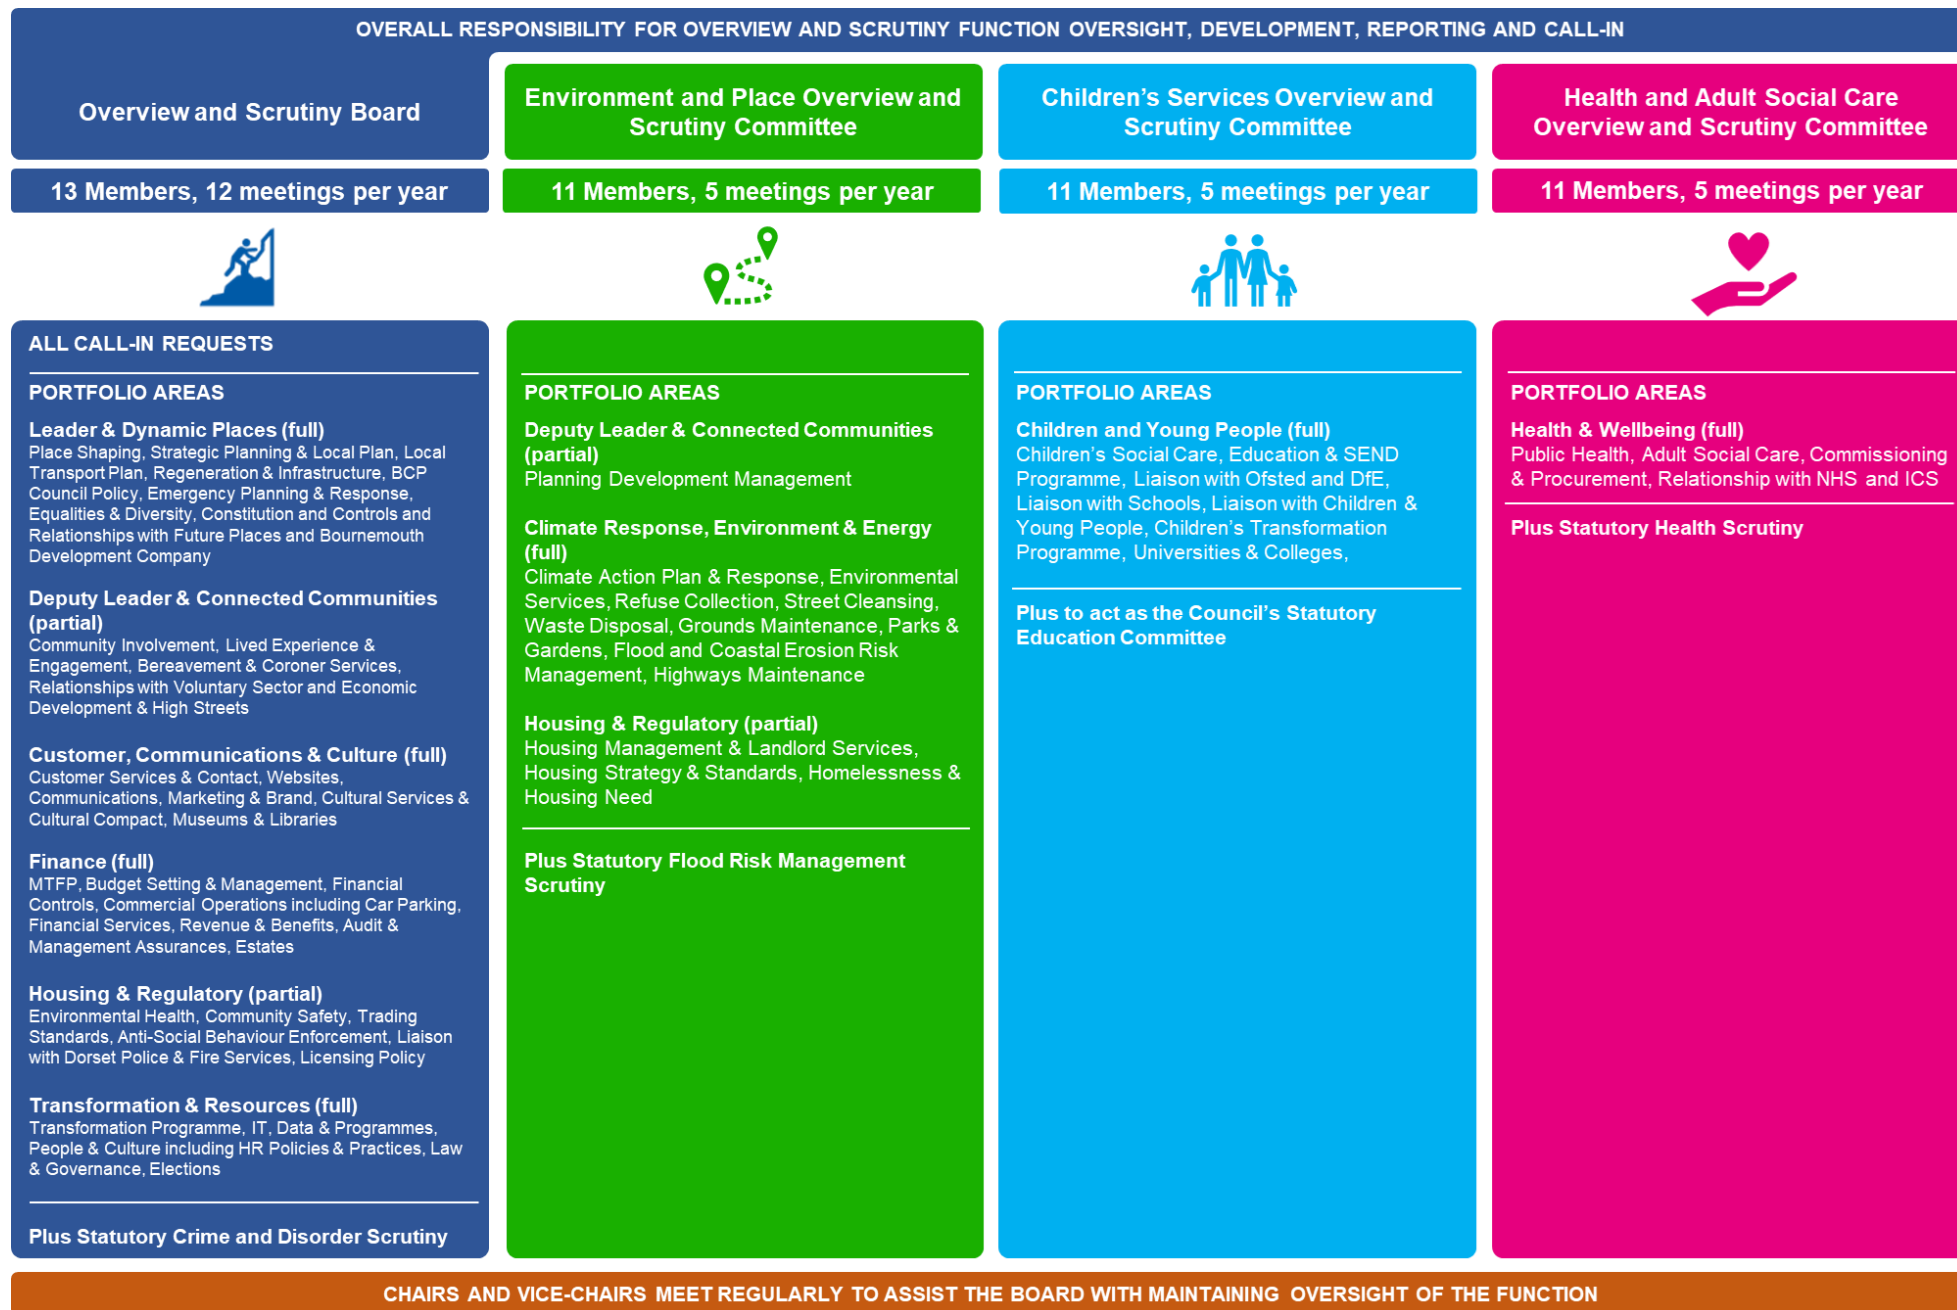 OVERALL RESPONSIBILITY FOR OVERVIEW AND SCRUTINY FUNCTION OVERSIGHT, DEVELOPMENT, REPORTING AND CALL-IN
Overview and Scrutiny Board
13 Members, 12 meetings per year
ALL CALL-IN REQUESTS
PORTFOLIO AREAS
Leader & Dynamic Places (full)
Place Shaping, Strategic Planning & Local Plan, Local
Transport Plan, Regeneration & Infrastructure, BCP
Council Policy, Emergency Planning & Response,
Equalities & Diversity, Constitution and Controls and
Relationships with Future Places and Bournemouth
Development Company
Deputy Leader & Connected Communities
(partial)
Community Involvement, Lived Experience &
Engagement, Bereavement & Coroner Services,
Relationships with Voluntary Sector and Economic
Development & High Streets
Customer, Communications & Culture (full)
Customer Services & Contact, Websites,
Communications, Marketing & Brand, Cultural Services &
Cultural Compact, Museums & Libraries
Finance (full)
MTFP, Budget Setting & Management, Financial
Controls, Commercial Operations including Car Parking,
Financial Services, Revenue & Benefits, Audit &
Management Assurances, Estates
Housing & Regulatory (partial)
Environmental Health, Community Safety, Trading
Standards, Anti-Social Behaviour Enforcement, Liaison
with Dorset Police & Fire Services, Licensing Policy
Transformation & Resources (full)
Transformation Programme, IT, Data & Programmes,
People & Culture including HR Policies & Practices, Law
& Governance, Elections
Plus Statutory Crime and Disorder Scrutiny
Environment and Place Overview and
Scrutiny Committee
11 Members, 5 meetings per year
PORTFOLIO AREAS
Deputy Leader & Connected Communities
(partial)
Planning Development Management
Climate Response, Environment & Energy
(full)
Climate Action Plan & Response, Environmental
Services, Refuse Collection, Street Cleansing,
Waste Disposal, Grounds Maintenance, Parks &
Gardens, Flood and Coastal Erosion Risk
Management, Highways Maintenance
Housing & Regulatory (partial)
Housing Management & Landlord Services,
Housing Strategy & Standards, Homelessness &
Housing Need
Plus Statutory Flood Risk Management
Scrutiny
Children’s Services Overview and
Scrutiny Committee
11 Members, 5 meetings per year
PORTFOLIO AREAS
Children and Young People (full)
Children’s Social Care, Education & SEND
Programme, Liaison with Ofsted and DfE,
Liaison with Schools, Liaison with Children &
Young People, Children’s Transformation
Programme, Universities & Colleges,
Plus to act as the Council’s Statutory
Education Committee
Health and Adult Social Care
Overview and Scrutiny Committee
11 Members, 5 meetings per year
PORTFOLIO AREAS
Health & Wellbeing (full)
Public Health, Adult Social Care, Commissioning
& Procurement, Relationship with NHS and ICS
Plus Statutory Health Scrutiny
CHAIRS AND VICE-CHAIRS MEET REGULARLY TO ASSIST THE BOARD WITH MAINTAINING OVERSIGHT OF THE FUNCTION